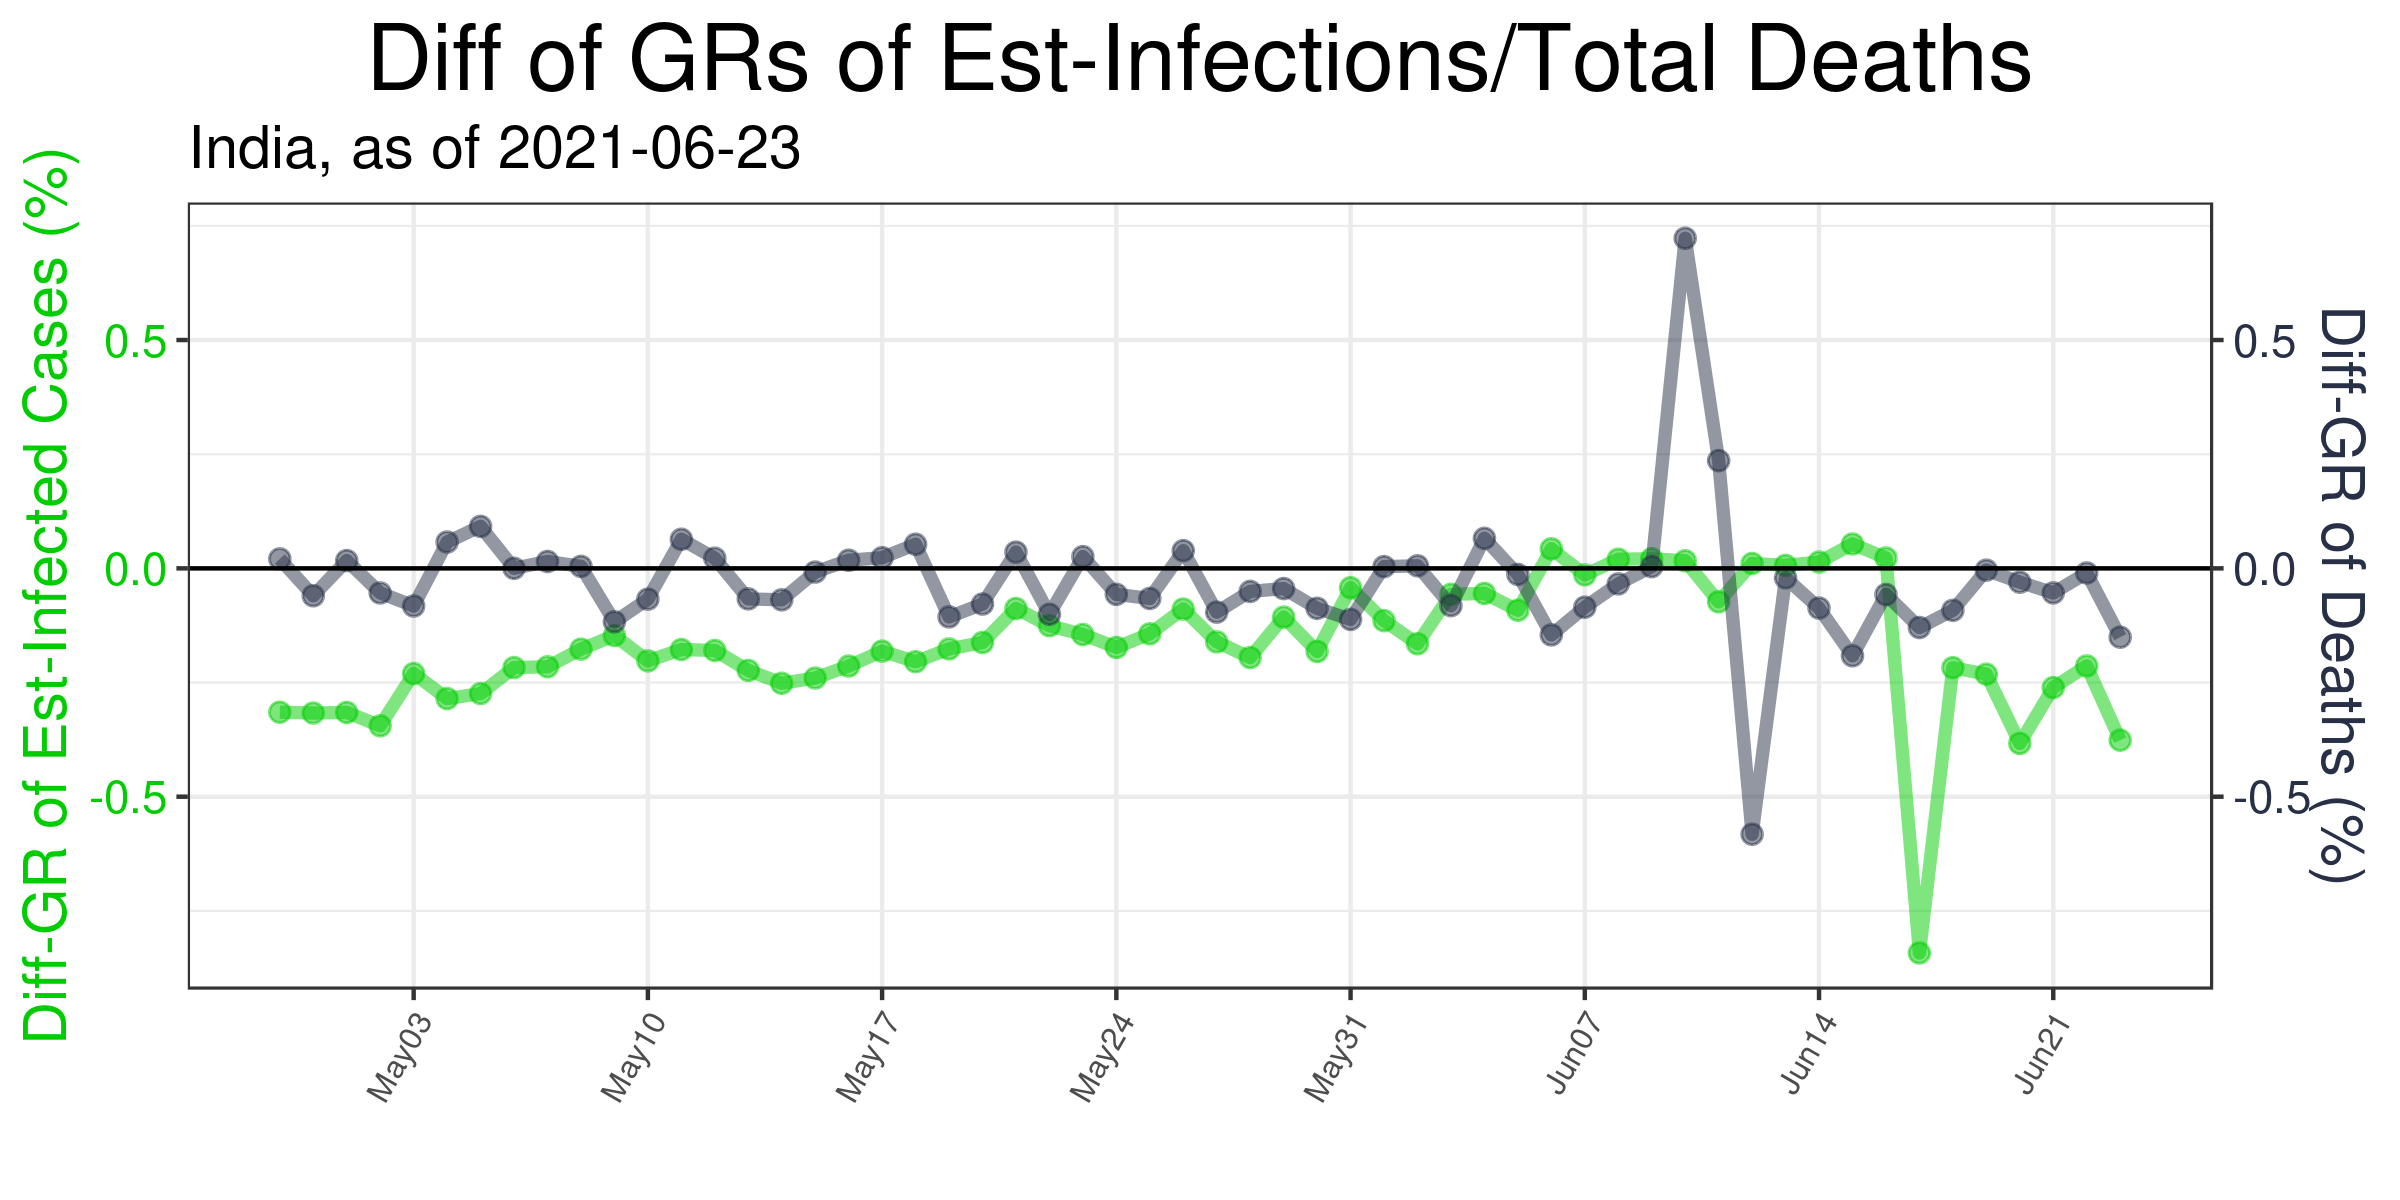 Diff of GRs of Est-Infections/Total Deaths
India, as of 2021-06-23
Diff-GR of Est-Infected Cases (%)
0.5
0.0
-0.5
0.5
0.0
-0.5
Diff-GR of Deaths (%)
May03
May10
May17
May24
May31
Jun07
Jun14
Jun21